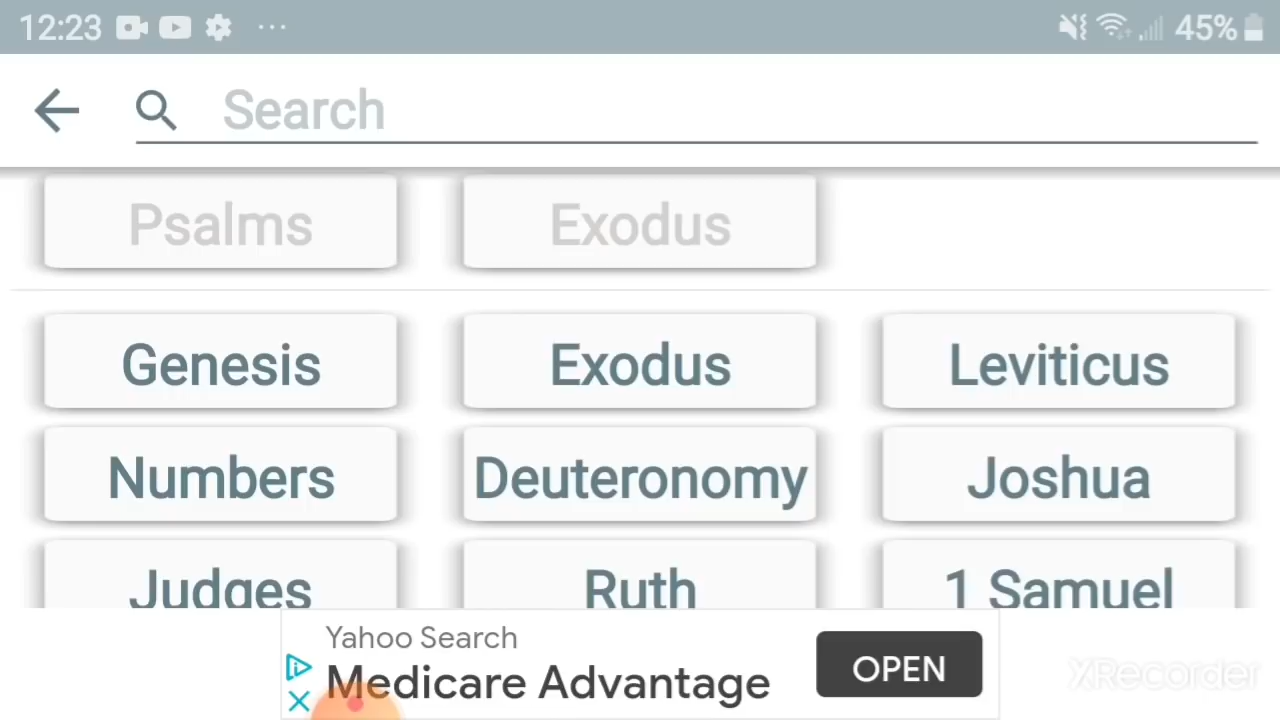 12:23 45%
Search
Psalms Exodus
Genesis Exodus Leviticus
Numbers Deuteronomy Joshua
Judges Ruth 1 Samuel
Yahoo Search
Medicare Advantage
OPEN
XRecorder